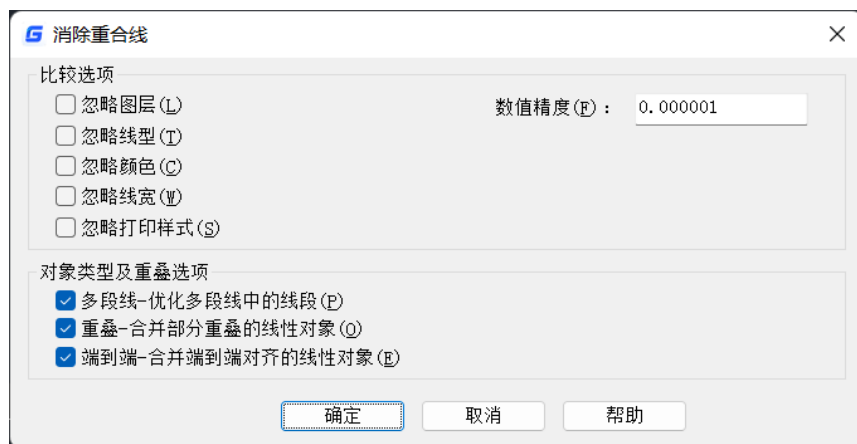 消除重合线
比较选项
忽略图层(L)
数值精度(F)： 0.000001
忽略线型(T)
忽略颜色(C)
忽略线宽(W)
忽略打印样式(S)
对象类型及重叠选项
多段线-优化多段线中的线段(P)
重叠-合并部分重叠的线性对象(O)
端到端-合并端到端对齐的线性对象(E)
确定 取消 帮助